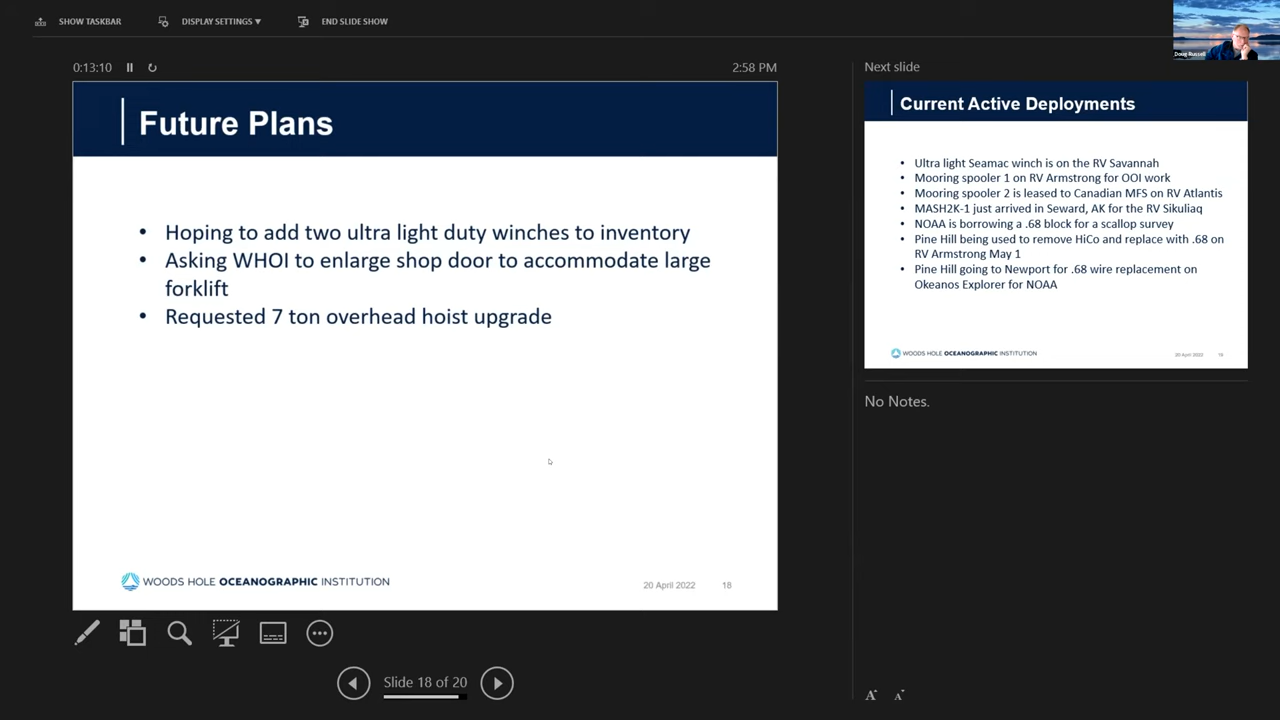 SHOW TASKBAR
DISPLAY SETTINGS ▾
END SLIDE SHOW
Doug Russell
0:13:10
2:58 PM
Future Plans
• Hoping to add two ultra light duty winches to inventory
• Asking WHOI to enlarge shop door to accommodate large
forklift
• Requested 7 ton overhead hoist upgrade
WOODS HOLE OCEANOGRAPHIC INSTITUTION
20 April 2022
18
Slide 18 of 20
Next slide
Current Active Deployments
• Ultra light Seamac winch is on the RV Savannah
• Mooring spooler 1 on RV Armstrong for OOI work
• Mooring spooler 2 is leased to Canadian MFS on RV Atlantis
• MASH2K-1 just arrived in Seward, AK for the RV Sikuliaq
• NOAA is borrowing a .68 block for a scallop survey
• Pine Hill being used to remove HiCo and replace with .68 on
RV Armstrong May 1
• Pine Hill going to Newport for .68 wire replacement on
Okeanos Explorer for NOAA
WOODS HOLE OCEANOGRAPHIC INSTITUTION
20 April 2022
No Notes.
A A